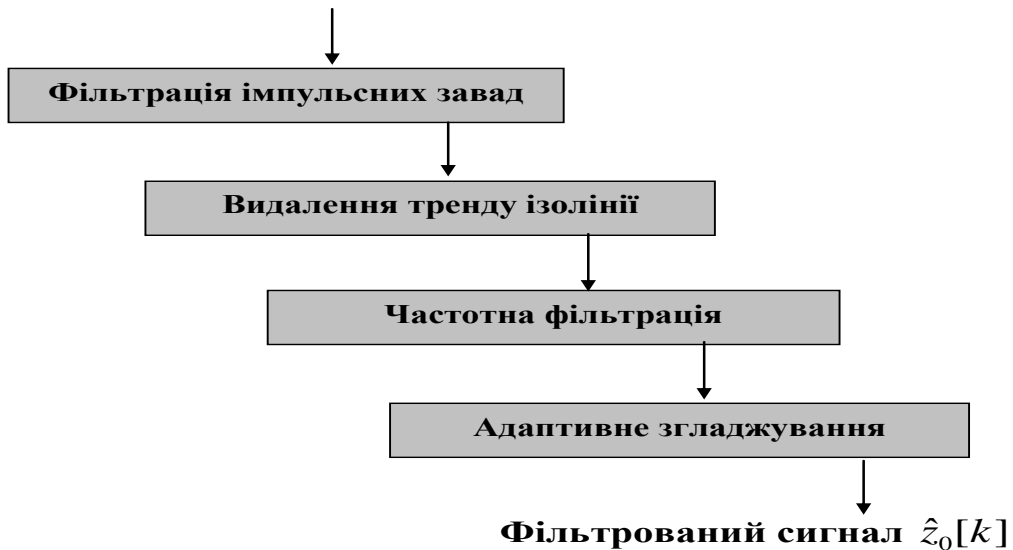 Фільтрація імпульсних завад
Видалення тренду ізолінії
Частотна фільтрація
Адаптивне згладжування
Фільтрований сигнал ẑ₀[k]